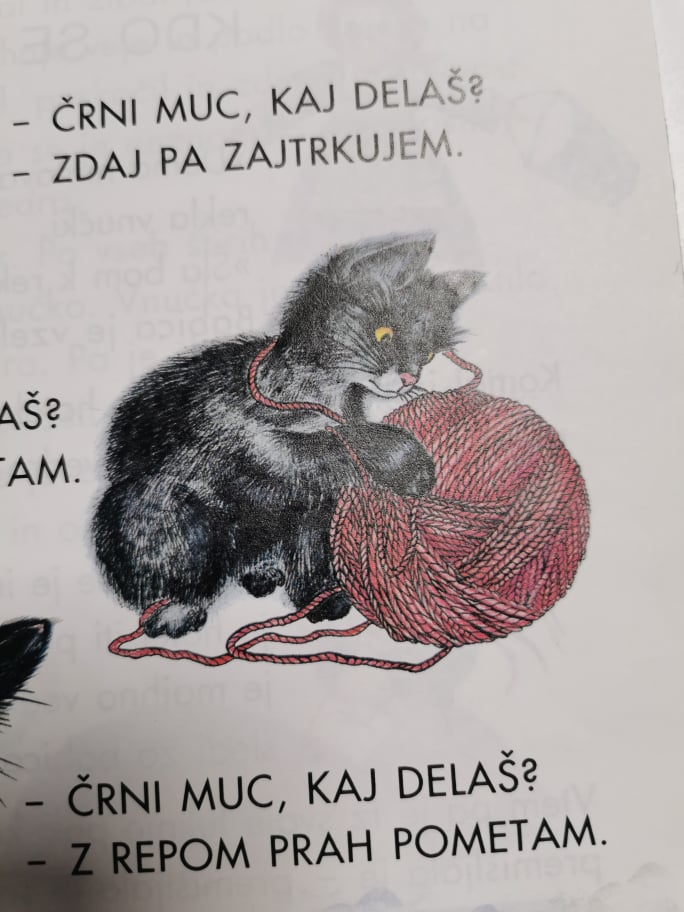 – ČRNI MUC, KAJ DELAŠ?
– ZDAJ PA ZAJTRKUJEM.
AŠ?
TAM.
– ČRNI MUC, KAJ DELAŠ?
– Z REPOM PRAH POMETAM.